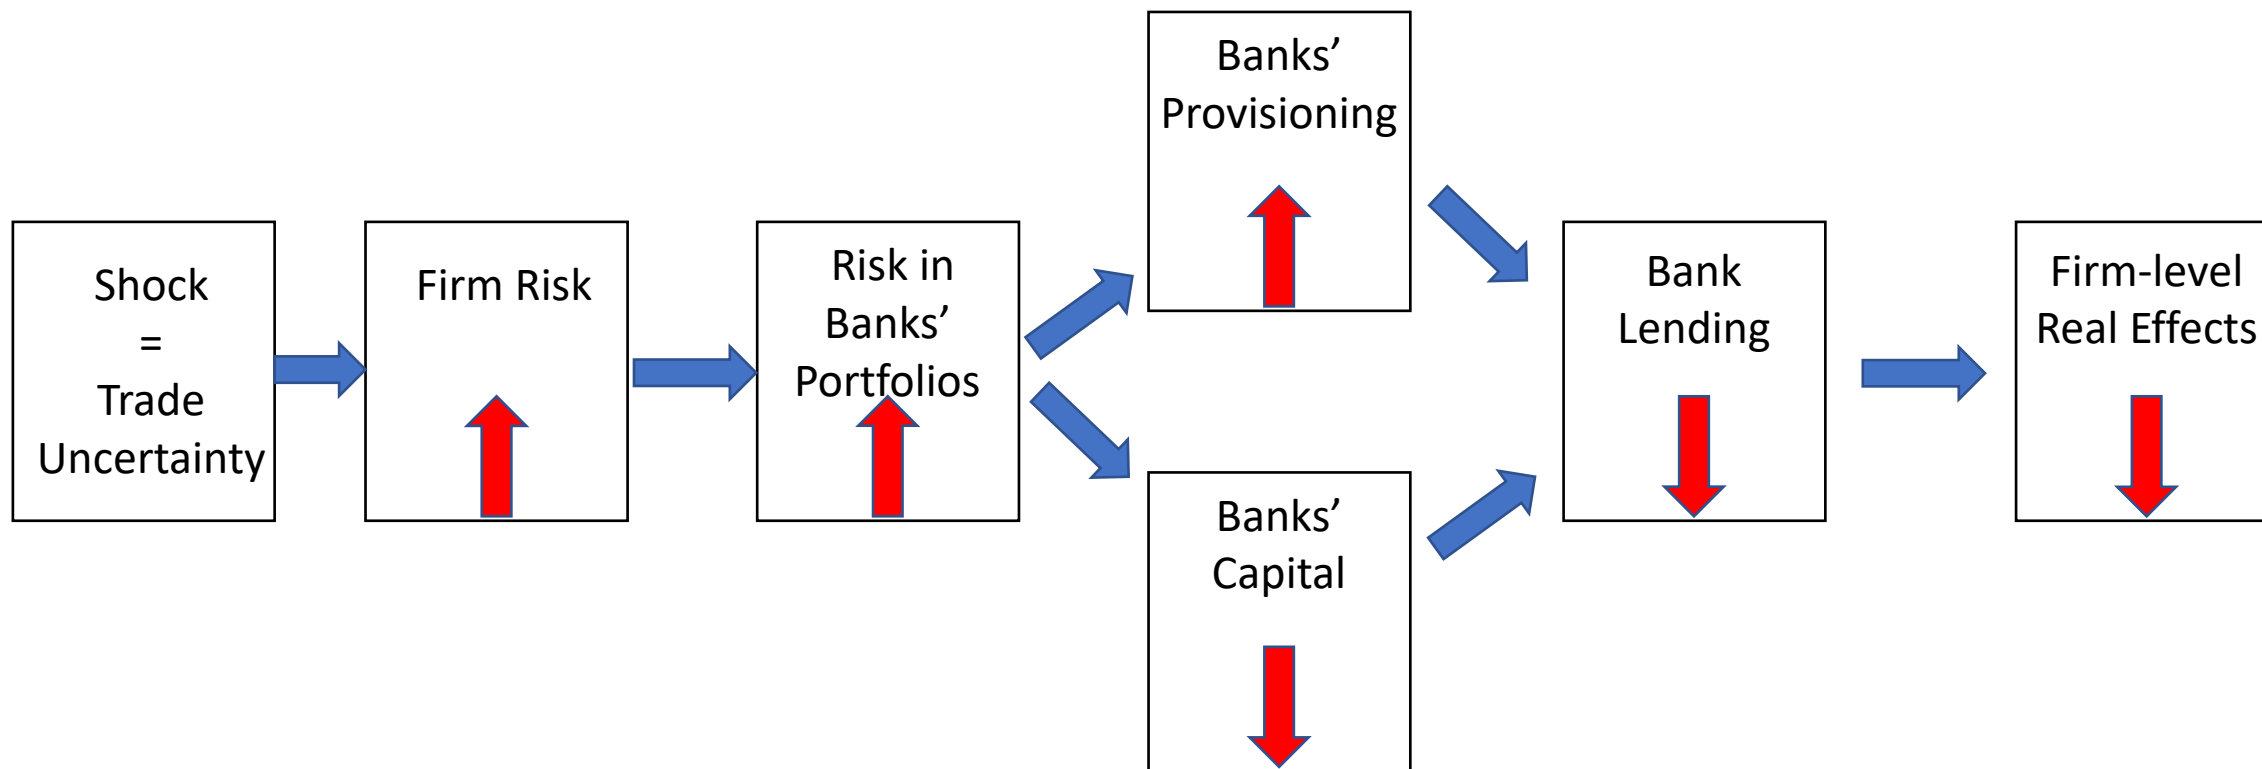 Shock
=
Trade
Uncertainty
Firm Risk
Risk in
Banks’
Portfolios
Banks’
Provisioning
Banks’
Capital
Bank
Lending
Firm-level
Real Effects